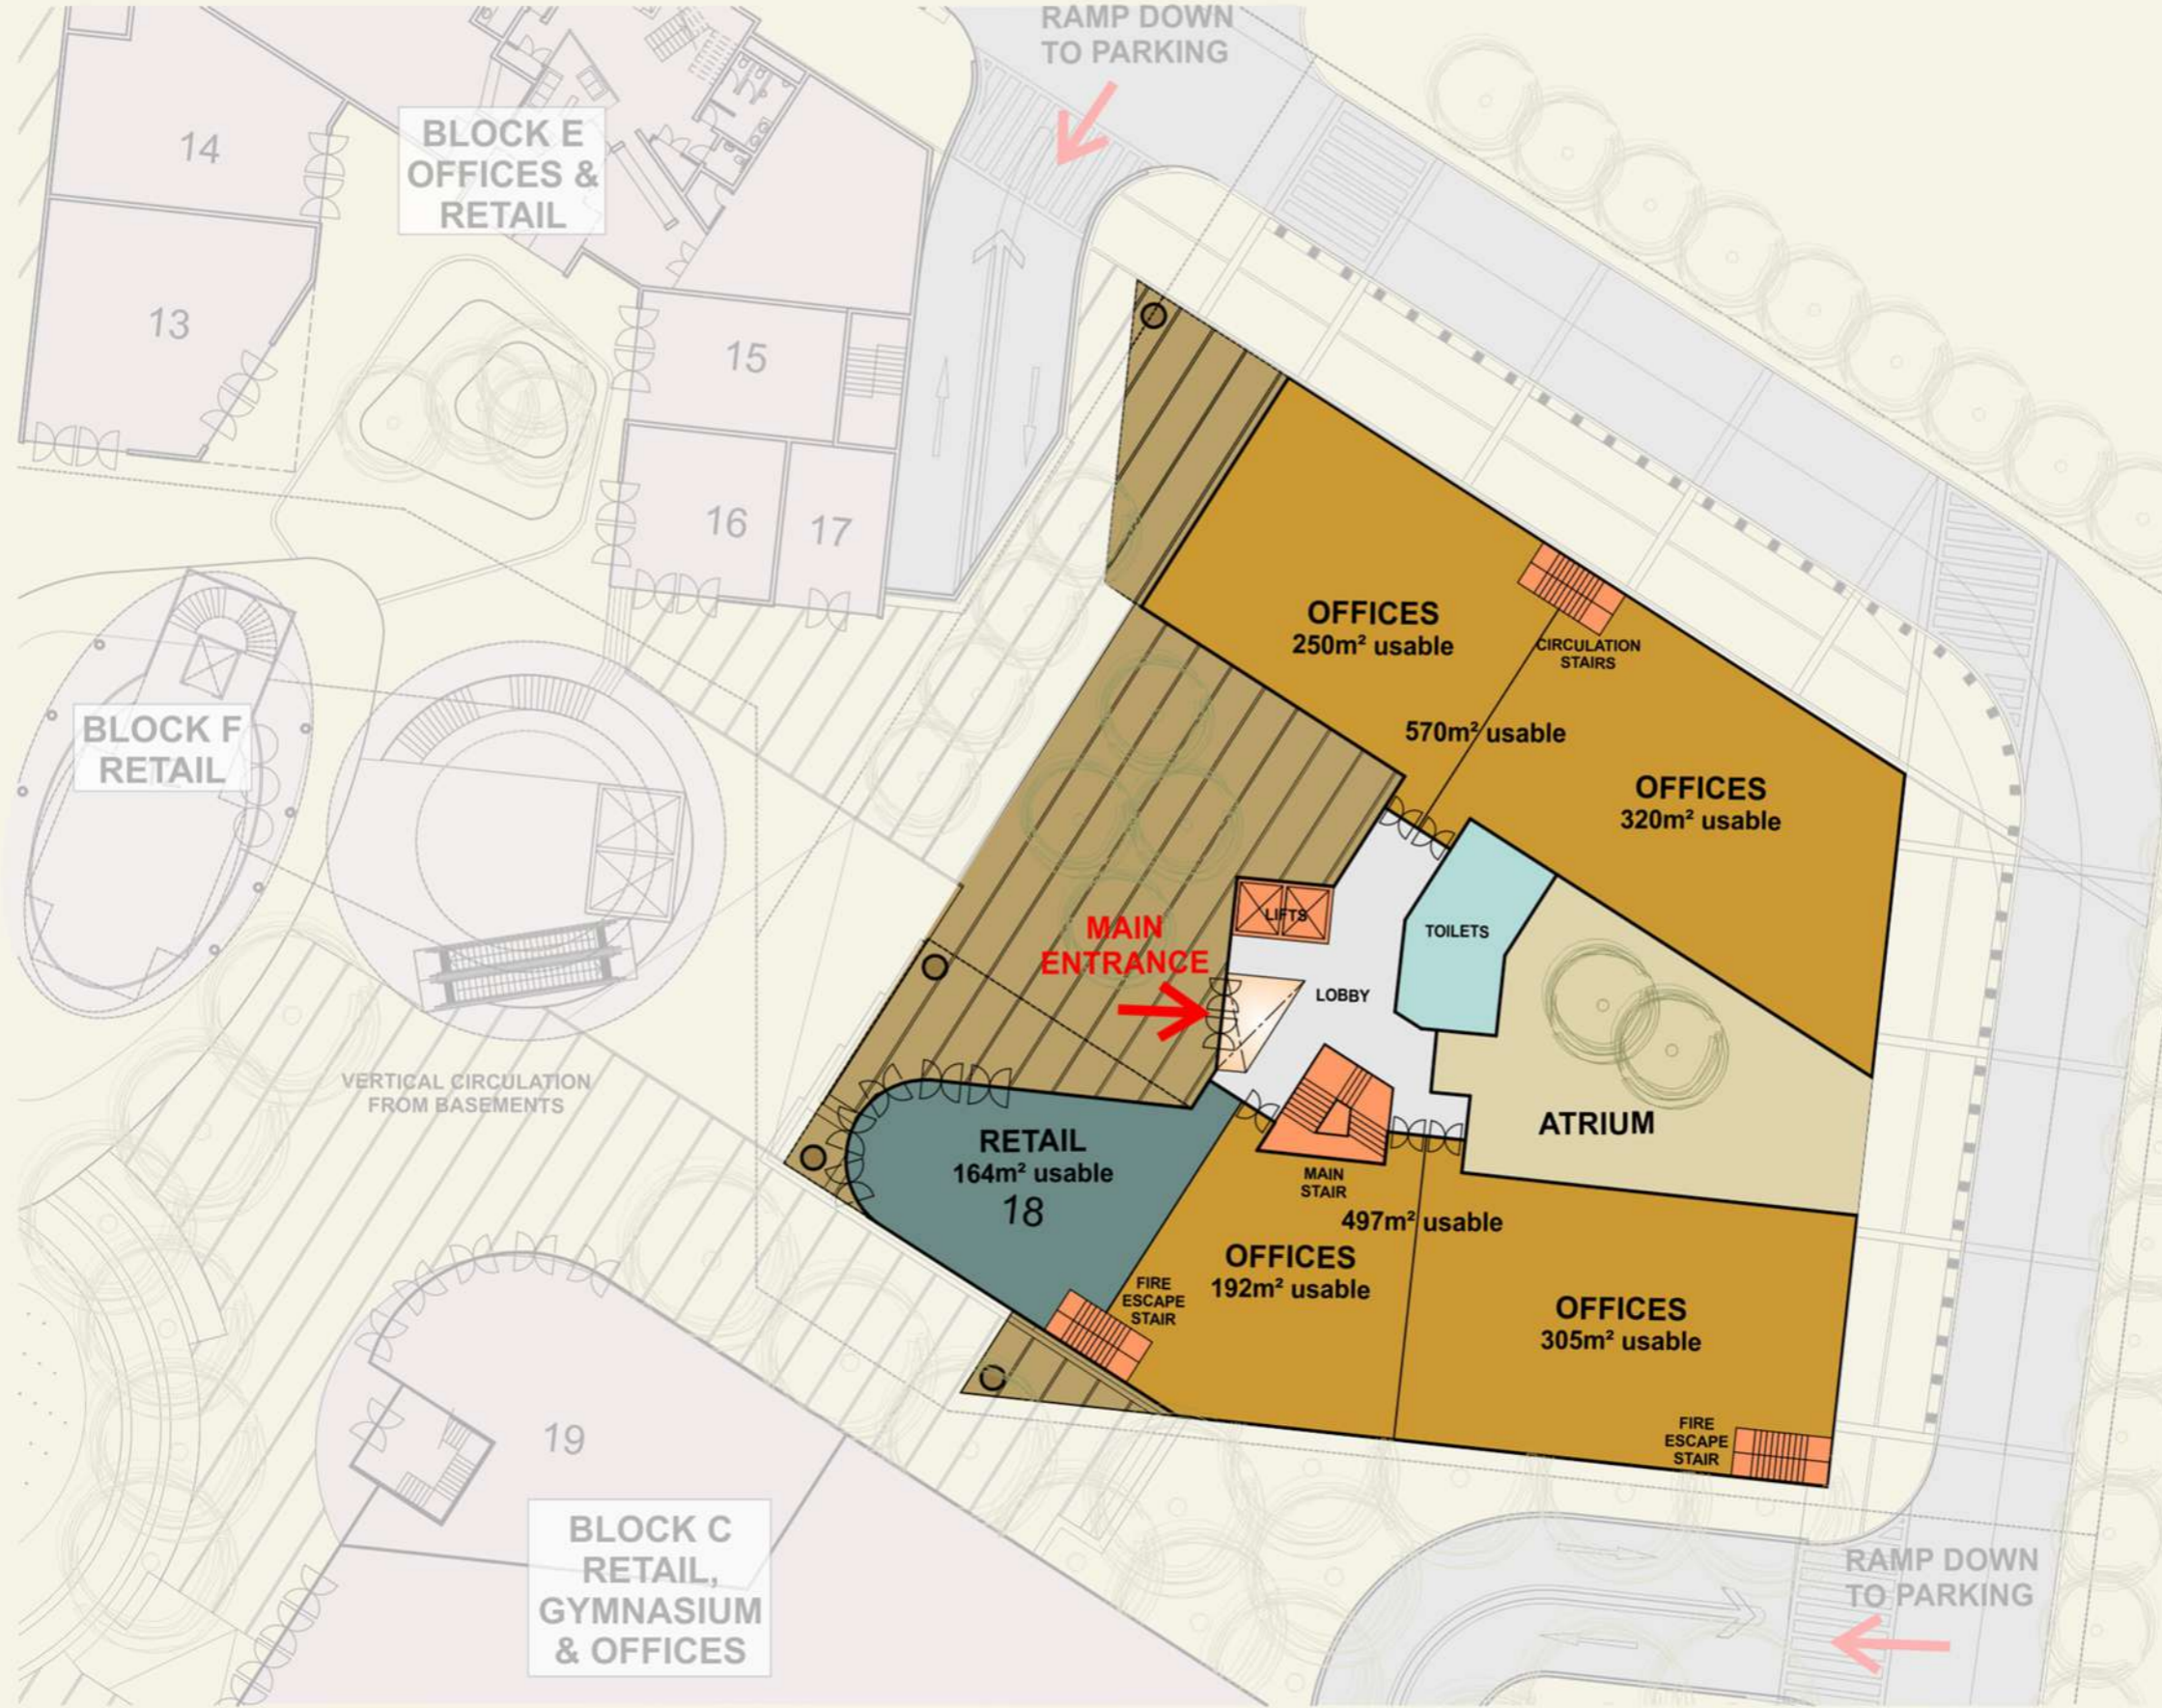 RAMP DOWN
TO PARKING
14
BLOCK E
OFFICES &
RETAIL
13
15
16
17
OFFICES
250m² usable
CIRCULATION
STAIRS
570m² usable
OFFICES
320m² usable
BLOCK F
RETAIL
LIFTS
TOILETS
MAIN
ENTRANCE
LOBBY
VERTICAL CIRCULATION
FROM BASEMENTS
ATRIUM
RETAIL
164m² usable
18
MAIN
STAIR
497m² usable
OFFICES
192m² usable
FIRE
ESCAPE
STAIR
OFFICES
305m² usable
FIRE
ESCAPE
STAIR
19
BLOCK C
RETAIL,
GYMNASIUM
& OFFICES
RAMP DOWN
TO PARKING